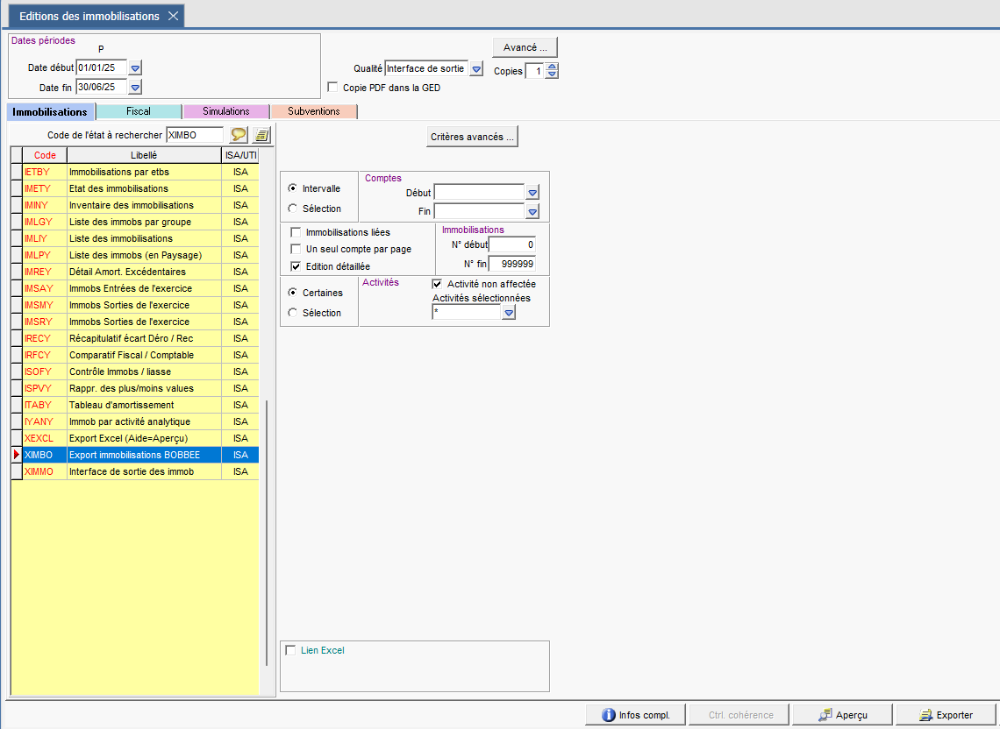 Editions des immobilisations
Dates périodes
P
Date début 01/01/25
Date fin 30/06/25
Qualité Interface de sortie
Avancé ...
Copies 1
Copie PDF dans la GED
Immobilisations Fiscal Simulations Subventions
Code de l'état à rechercher XIMBO
Critères avancés ...
Code Libellé ISA/UTI
IETBY Immobilisations par etbs ISA
IMETY Etat des immobilisations ISA
IMINY Inventaire des immobilisations ISA
IMLGY Liste des immobs par groupe ISA
IMLIY Liste des immobilisations ISA
IMLPY Liste des immobs (en Paysage) ISA
IMREY Détail Amort. Excédentaires ISA
IMSAY Immobs Entrées de l'exercice ISA
IMSMY Immobs Sorties de l'exercice ISA
IMSRY Immobs Sorties de l'exercice ISA
IRECY Récapitulatif écart Déro / Rec ISA
IRFCY Comparatif Fiscal / Comptable ISA
ISOFY Contrôle Immobs / liasse ISA
ISPVY Rappr. des plus/moins values ISA
ITABY Tableau d'amortissement ISA
IYANY Immob par activité analytique ISA
XEXCL Export Excel (Aide=Aperçu) ISA
XIMBO Export immobilisations BOBBEE ISA
XIMMO Interface de sortie des immob ISA
Intervalle
Sélection
Comptes
Début
Fin
Immobilisations liées
Un seul compte par page
Edition détaillée
Immobilisations
N° début 0
N° fin 999999
Certaines
Sélection
Activités
Activité non affectée
Activités sélectionnées
*
Lien Excel
Infos compl. Ctrl. cohérence Aperçu Exporter